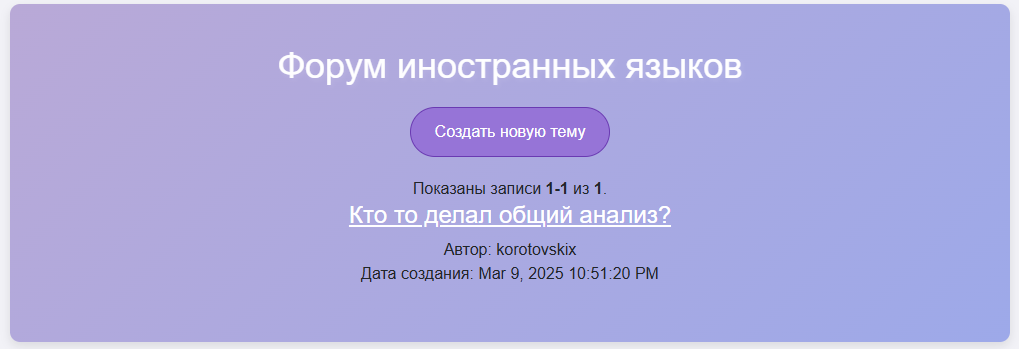 Форум иностранных языков
Создать новую тему
Показаны записи 1-1 из 1.
Кто то делал общий анализ?
Автор: korotovskix
Дата создания: Mar 9, 2025 10:51:20 PM